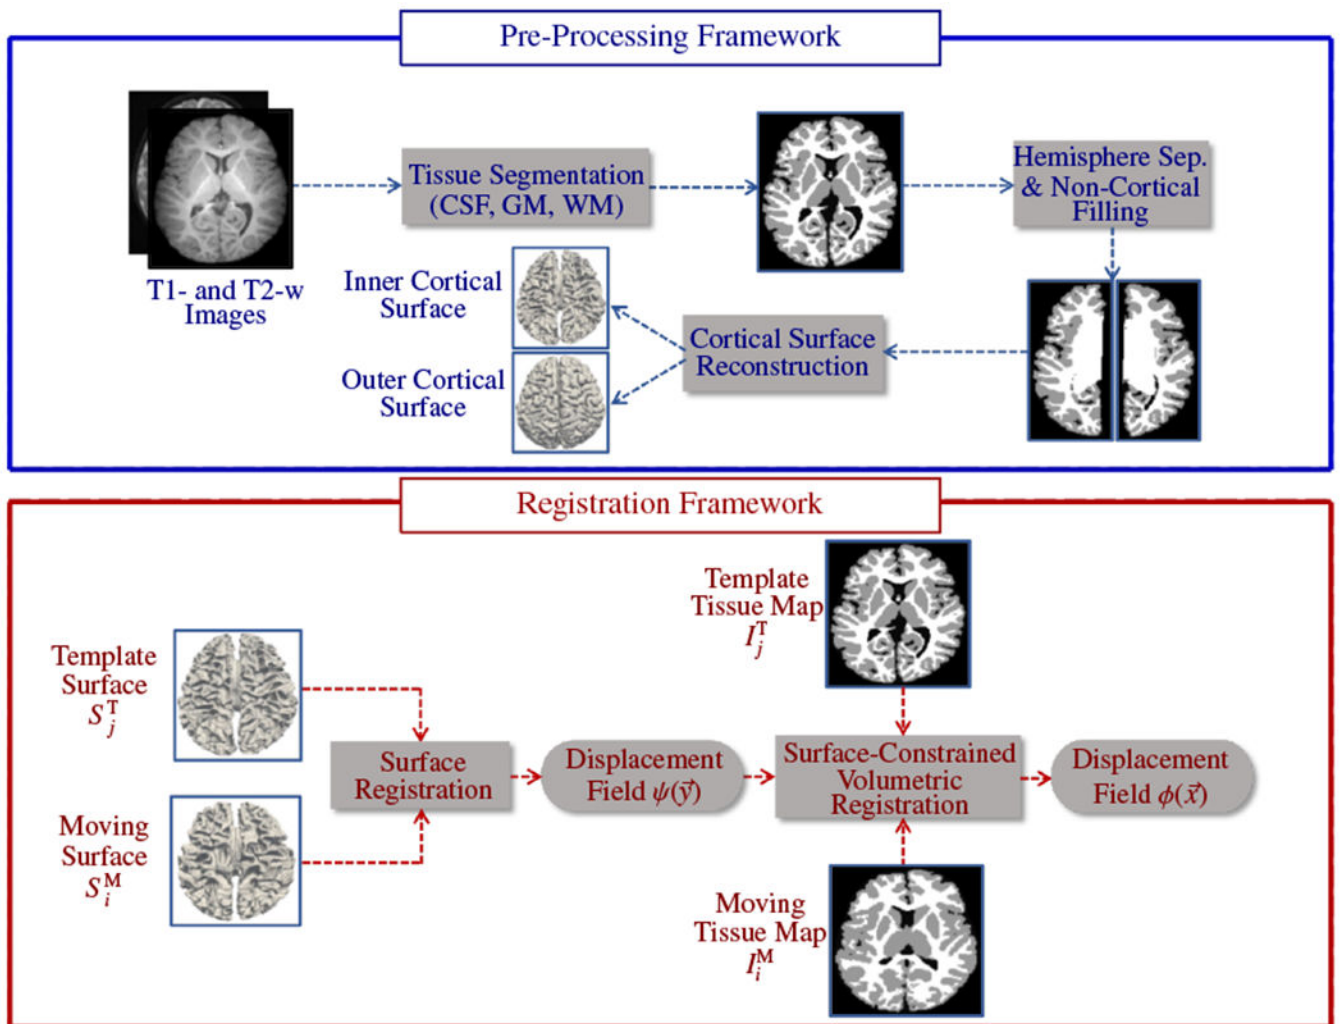 Pre-Processing Framework
T1- and T2-w
Images
Tissue Segmentation
(CSF, GM, WM)
Hemisphere Sep.
& Non-Cortical
Filling
Cortical Surface
Reconstruction
Inner Cortical
Surface
Outer Cortical
Surface
Registration Framework
Template
Surface
S_j^T
Moving
Surface
S_i^M
Surface
Registration
Displacement
Field ψ(y⃗)
Template
Tissue Map
I_j^T
Surface-Constrained
Volumetric
Registration
Moving
Tissue Map
I_i^M
Displacement
Field ϕ(x⃗)